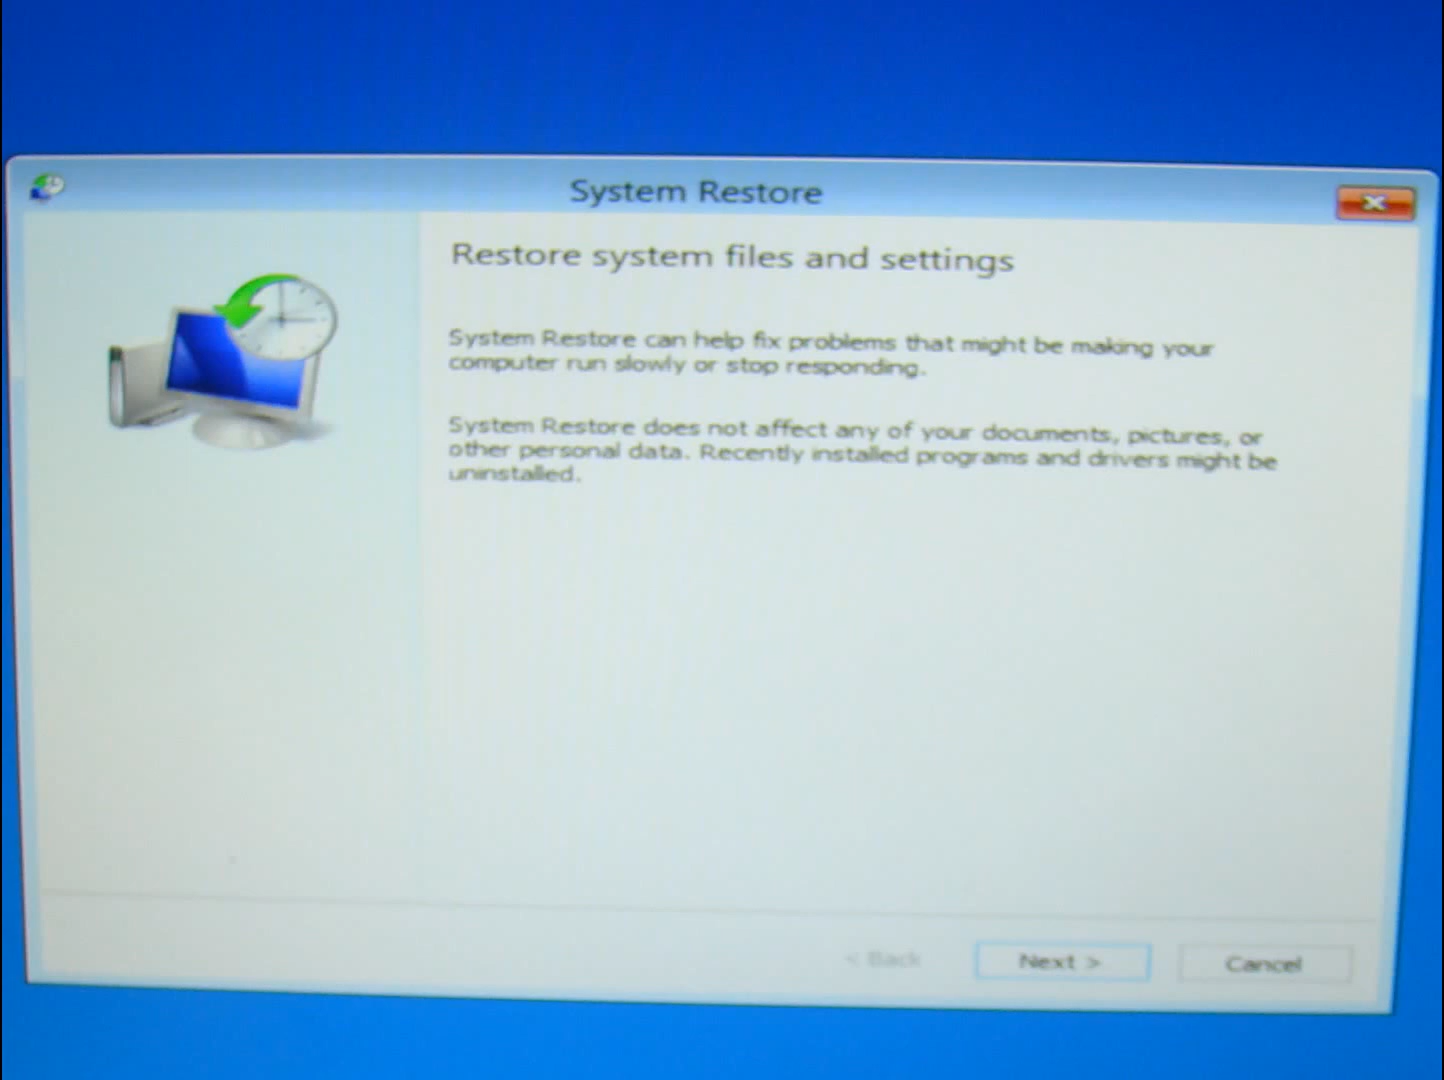 System Restore
Restore system files and settings
System Restore can help fix problems that might be making your
computer run slowly or stop responding.
System Restore does not affect any of your documents, pictures, or
other personal data. Recently installed programs and drivers might be
uninstalled.
< Back
Next >
Cancel